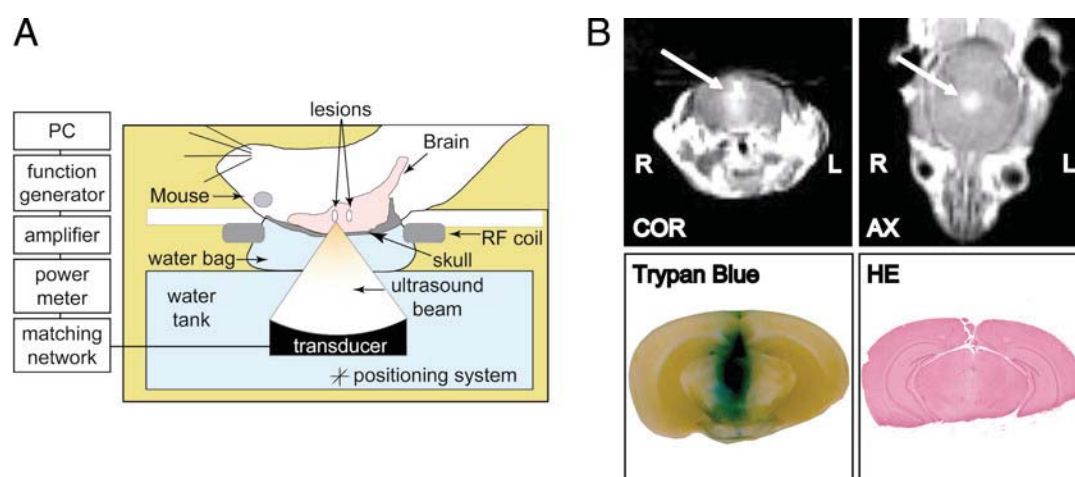 A
PC
function
generator
amplifier
power
meter
matching
network
lesions
Brain
Mouse
RF coil
water bag
skull
water
tank
ultrasound
beam
transducer
positioning system
B
R
L
COR
R
L
AX
Trypan Blue
HE